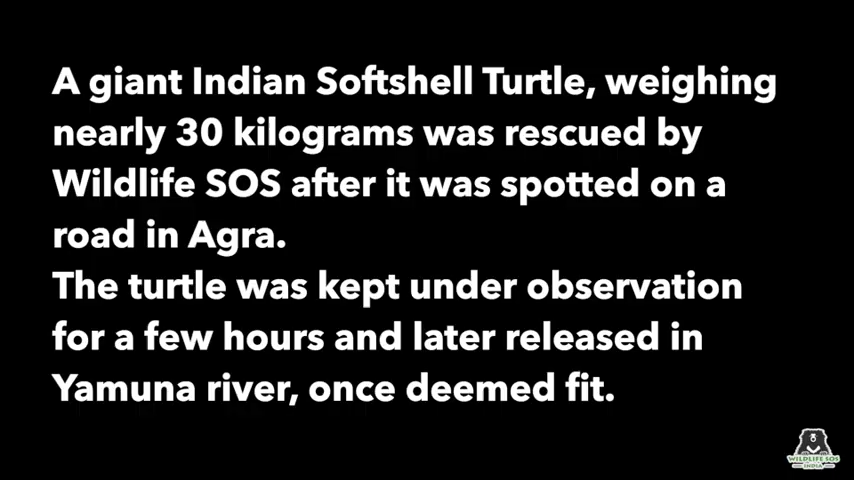 A giant Indian Softshell Turtle, weighing
nearly 30 kilograms was rescued by
Wildlife SOS after it was spotted on a
road in Agra.
The turtle was kept under observation
for a few hours and later released in
Yamuna river, once deemed fit.
WILDLIFE SOS
INDIA